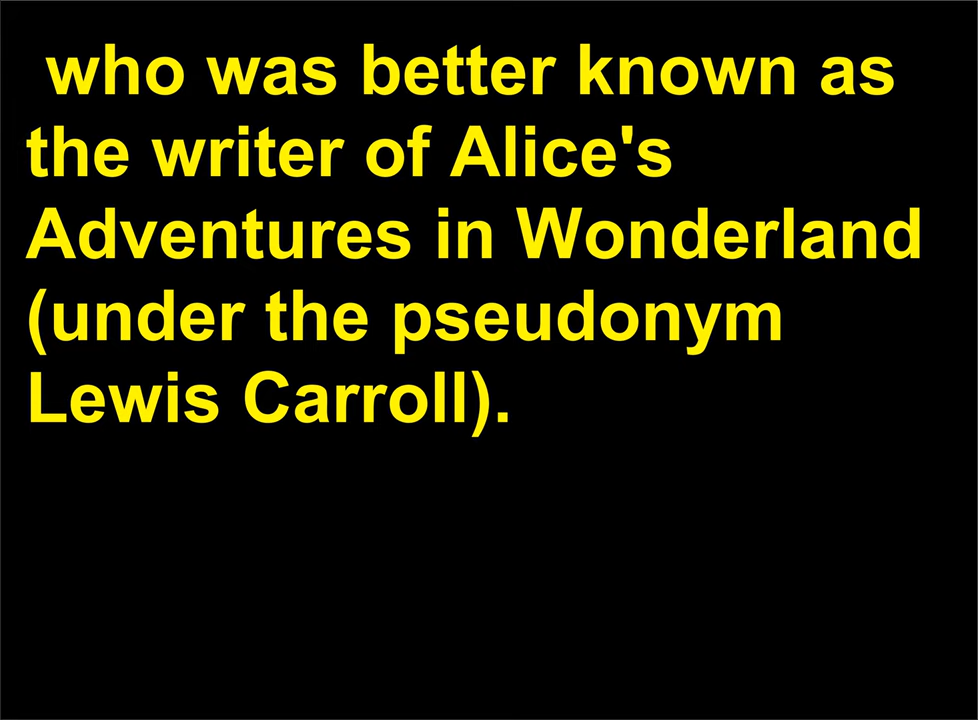 who was better known as
the writer of Alice's
Adventures in Wonderland
(under the pseudonym
Lewis Carroll).